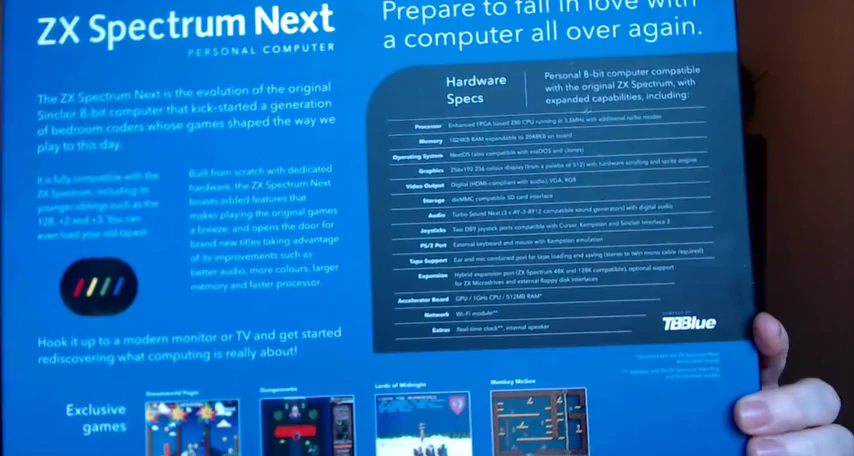 ZX Spectrum Next
PERSONAL COMPUTER
Prepare to fall in love with
a computer all over again.
The ZX Spectrum Next is the evolution of the original
Sinclair 8-bit computer that kick-started a generation
of bedroom coders whose games shaped the way we
play to this day.
It is fully compatible with the
ZX Spectrum, including its
younger siblings such as the
128, +2 and +3. You can
even load your old tapes!
Built from scratch with dedicated
hardware, the ZX Spectrum Next
boasts added features that
makes playing the original games
a breeze, and opens the door for
brand new titles taking advantage
of its improvements such as
better audio, more colours, larger
memory and faster processor.
Hook it up to a modern monitor or TV and get started
rediscovering what computing is really about!
Hardware
Specs
Personal 8-bit computer compatible
with the original ZX Spectrum, with
expanded capabilities, including:
Processor Enhanced FPGA based Z80 CPU running at 3.5MHz with additional turbo modes
Memory 1024KB RAM expandable to 2048KB on board
Operating System NextOS (also compatible with esxDOS and clones)
Graphics 256x192 256 colour display (from a palette of 512) with hardware scrolling and sprite engine
Video Output Digital (HDMI-compliant with audio), VGA, RGB
Storage divMMC compatible SD card interface
Audio Turbo Sound Next (3 x AY-3-8912 compatible sound generators) with digital audio
Joysticks Two DB9 joystick ports compatible with Cursor, Kempston and Sinclair Interface 2
PS/2 Port External keyboard and mouse with Kempston emulation
Tape Support Ear and mic combined port for tape loading and saving (stereo to twin mono cable required)
Expansion Hybrid expansion port (ZX Spectrum 48K and 128K compatible), optional support
for ZX Microdrives and external floppy disk interfaces
Accelerator Board GPU / 1GHz CPU / 512MB RAM*
Network Wi-Fi module**
Extras Real-time clock**, internal speaker
POWERED BY
TBBlue
Exclusive
games
Dreamworld Pogie
Dungeonette
Lords of Midnight
Monkey McGee